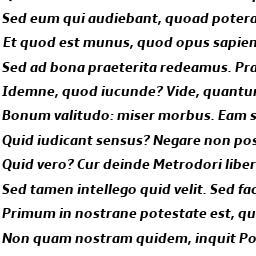 Sed eum qui audiebant, quoad potera
Et quod est munus, quod opus sapien
Sed ad bona praeterita redeamus. Pra
Idemne, quod iucunde? Vide, quantur
Bonum valitudo: miser morbus. Eam s
Quid iudicant sensus? Negare non pos
Quid vero? Cur deinde Metrodori liber
Sed tamen intellego quid velit. Sed fac
Primum in nostrane potestate est, qu
Non quam nostram quidem, inquit Po